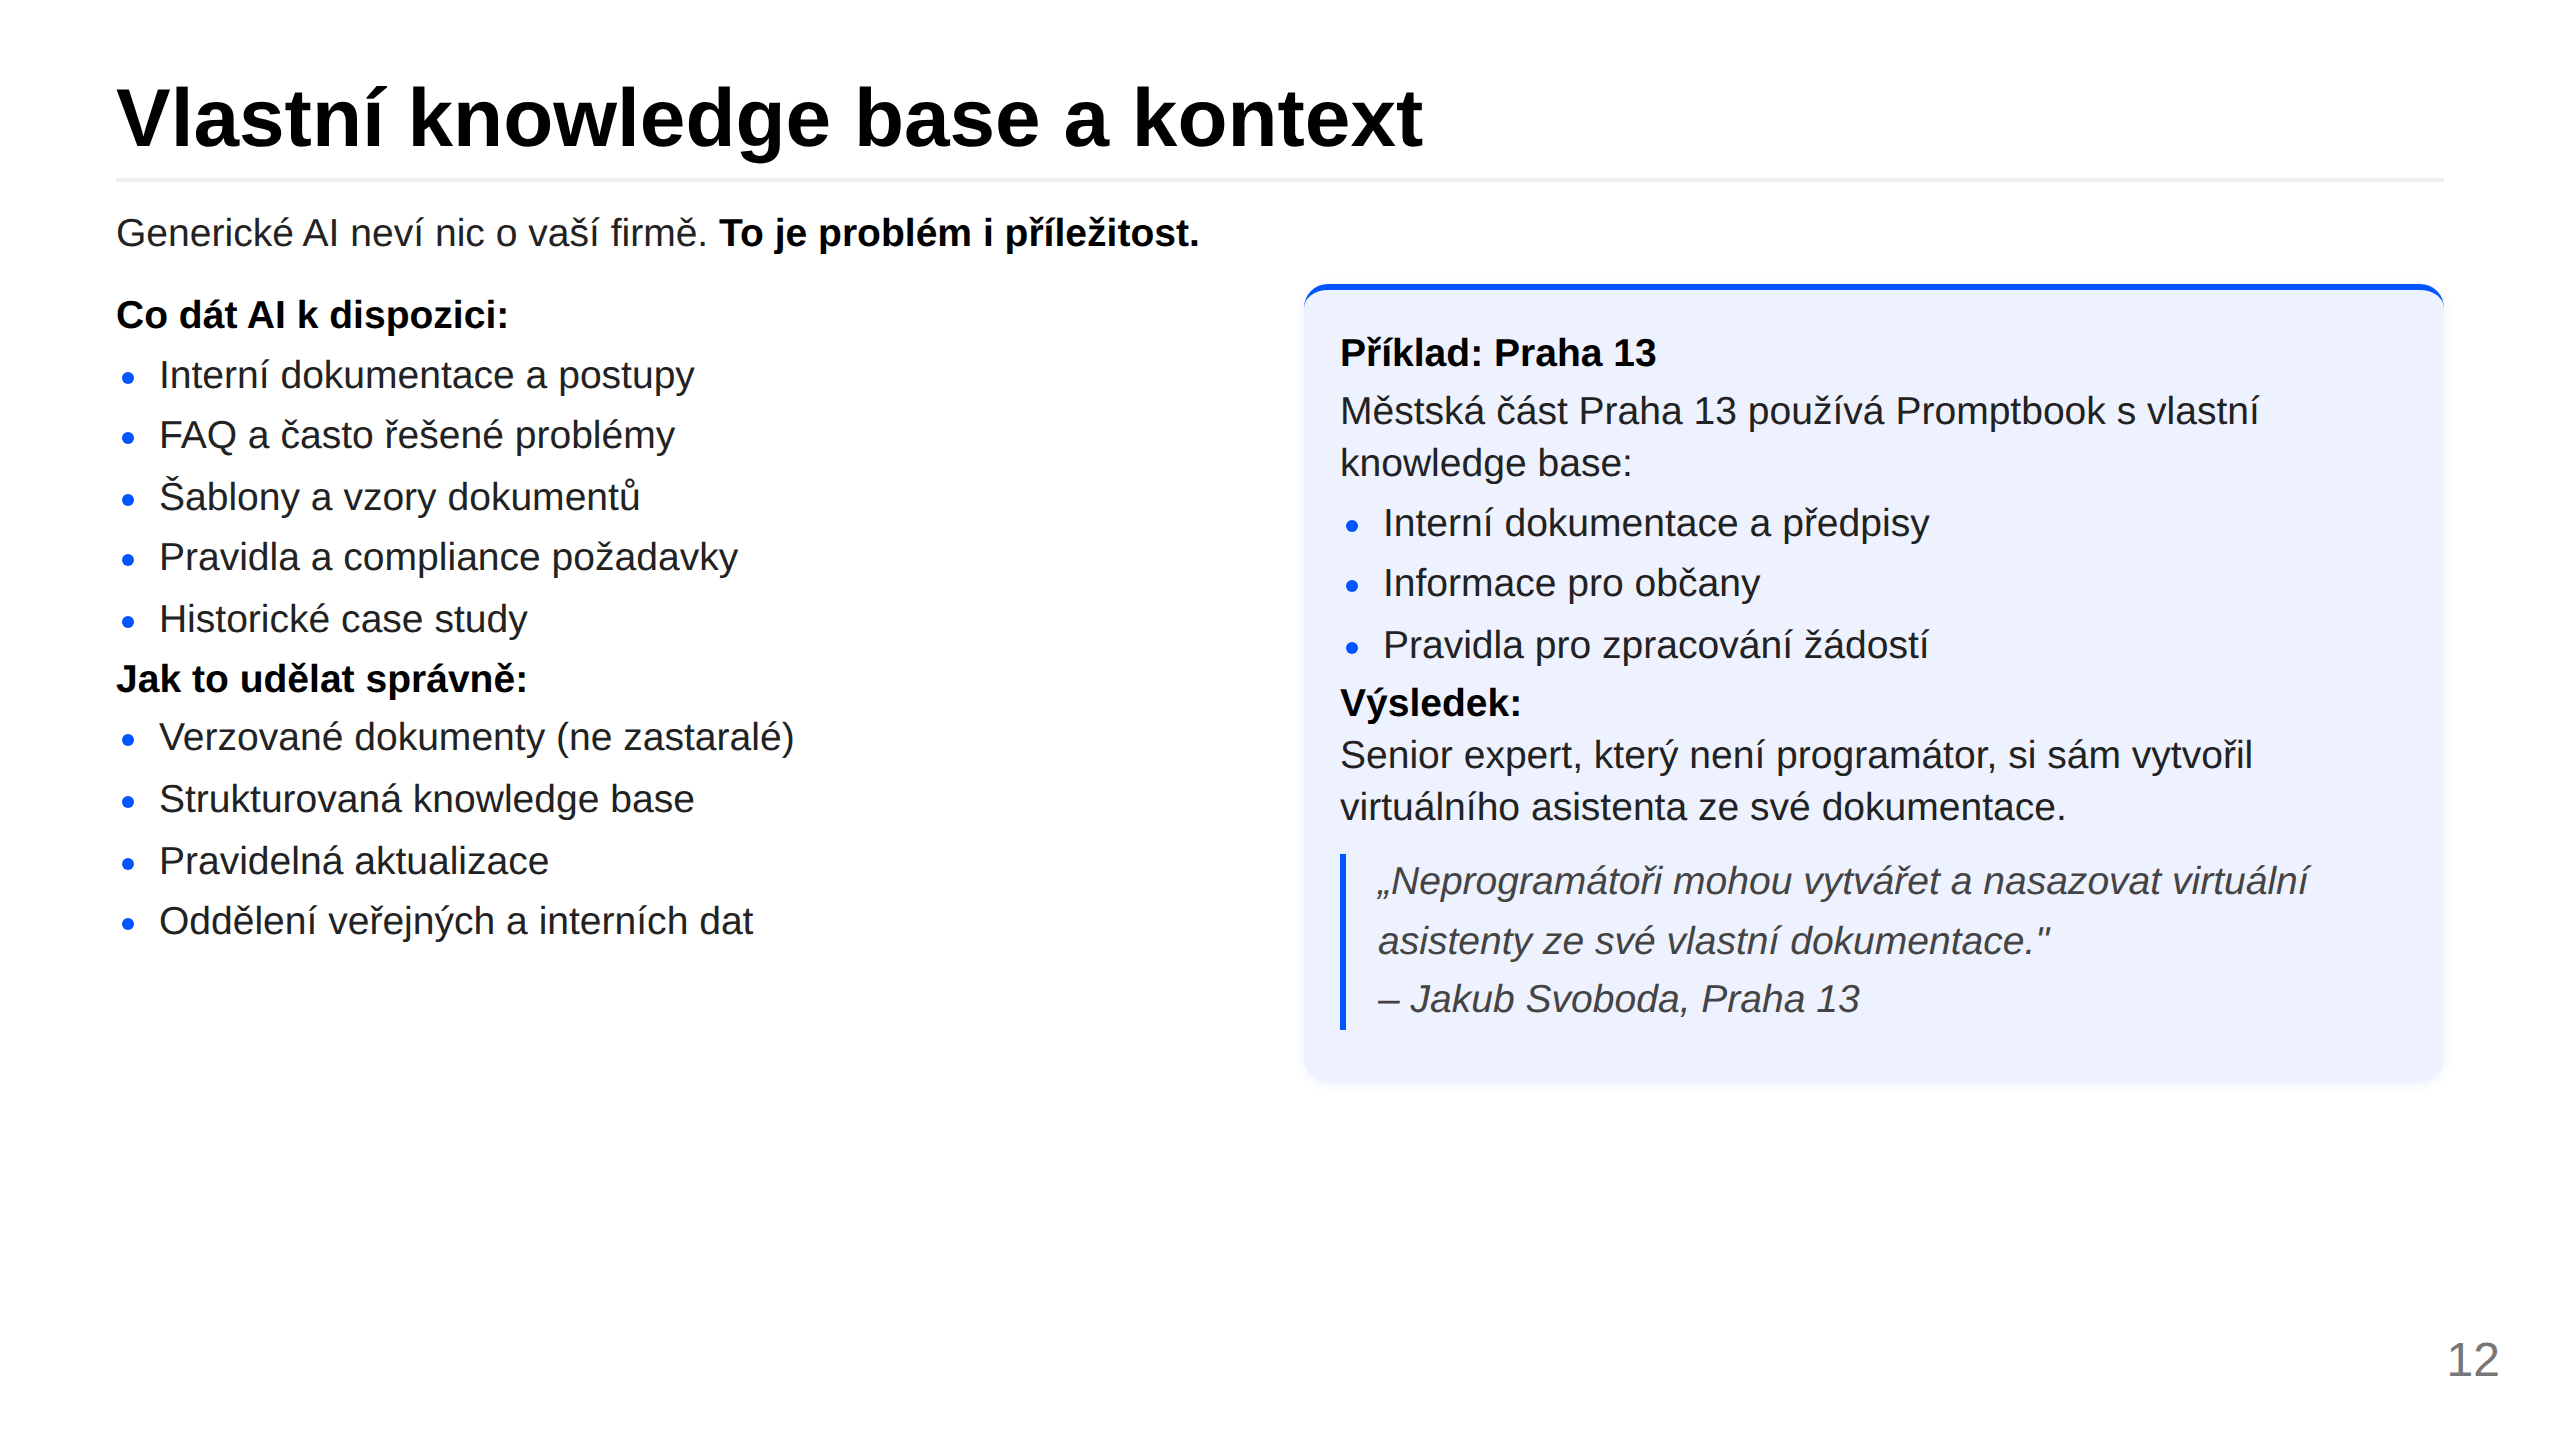 Vlastní knowledge base a kontext
Generické AI neví nic o vaší firmě. To je problém i příležitost.
Co dát AI k dispozici:
Interní dokumentace a postupy
FAQ a často řešené problémy
Šablony a vzory dokumentů
Pravidla a compliance požadavky
Historické case study
Jak to udělat správně:
Verzované dokumenty (ne zastaralé)
Strukturovaná knowledge base
Pravidelná aktualizace
Oddělení veřejných a interních dat
Příklad: Praha 13
Městská část Praha 13 používá Promptbook s vlastní
knowledge base:
Interní dokumentace a předpisy
Informace pro občany
Pravidla pro zpracování žádostí
Výsledek:
Senior expert, který není programátor, si sám vytvořil
virtuálního asistenta ze své dokumentace.
„Neprogramátoři mohou vytvářet a nasazovat virtuální
asistenty ze své vlastní dokumentace."
– Jakub Svoboda, Praha 13
12